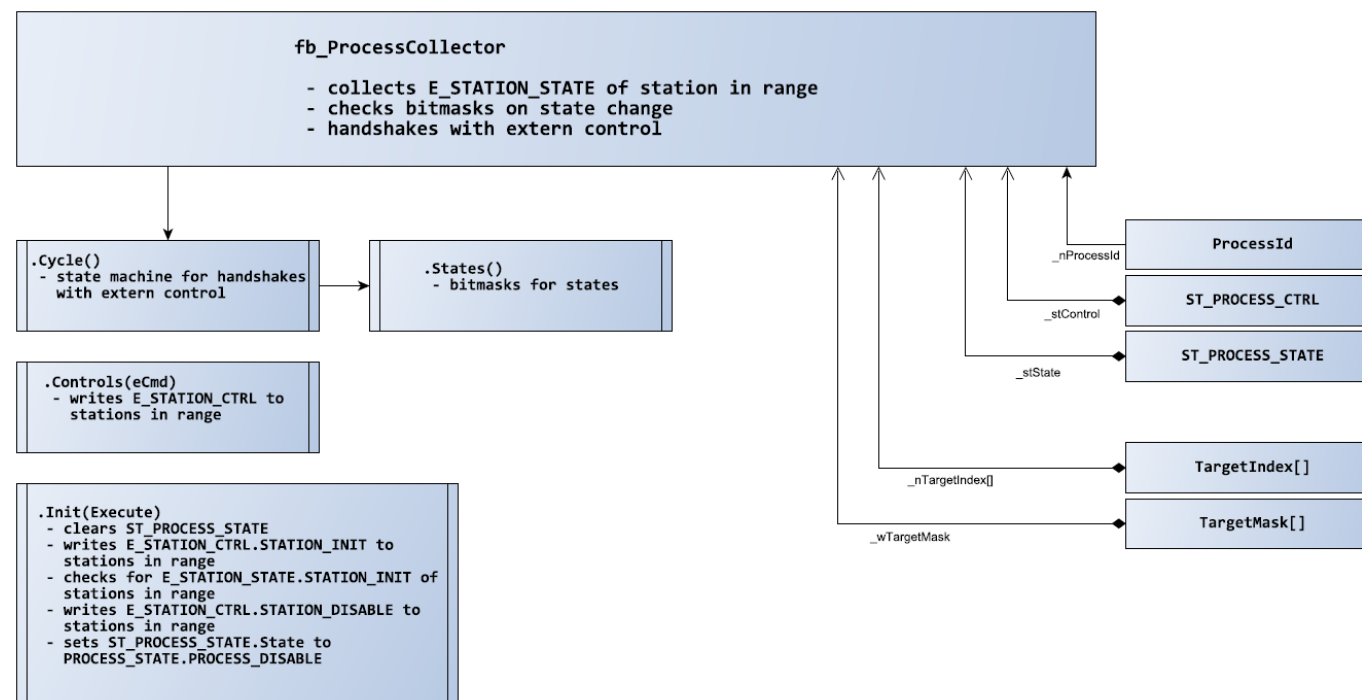 fb_ProcessCollector
- collects E_STATION_STATE of station in range
- checks bitmasks on state change
- handshakes with extern control
.Cycle()
- state machine for handshakes
with extern control
.States()
- bitmasks for states
.Controls(eCmd)
- writes E_STATION_CTRL to
stations in range
.Init(Execute)
- clears ST_PROCESS_STATE
- writes E_STATION_CTRL.STATION_INIT to
stations in range
- checks for E_STATION_STATE.STATION_INIT of
stations in range
- writes E_STATION_CTRL.STATION_DISABLE to
stations in range
- sets ST_PROCESS_STATE.State to
PROCESS_STATE.PROCESS_DISABLE
ProcessId
_nProcessId
ST_PROCESS_CTRL
_stControl
ST_PROCESS_STATE
_stState
TargetIndex[]
_nTargetIndex[]
TargetMask[]
_wTargetMask